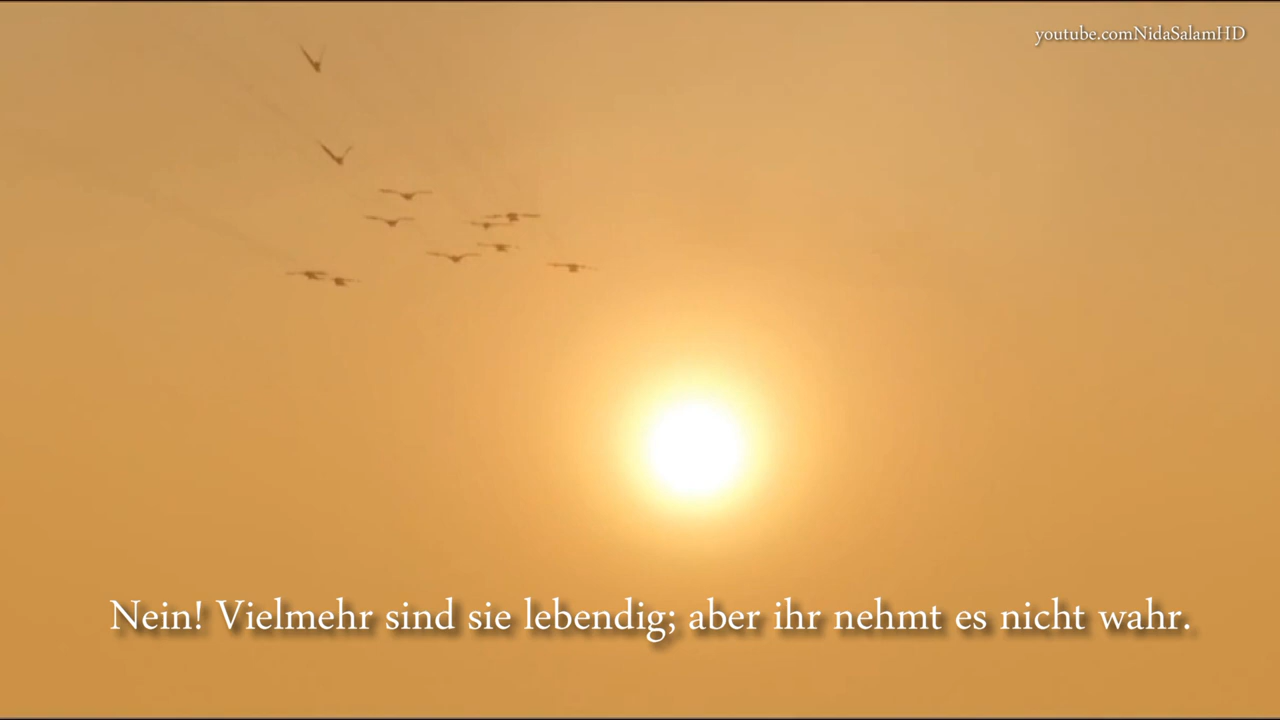 youtube.comNidaSalamHD
Nein! Vielmehr sind sie lebendig; aber ihr nehmt es nicht wahr.